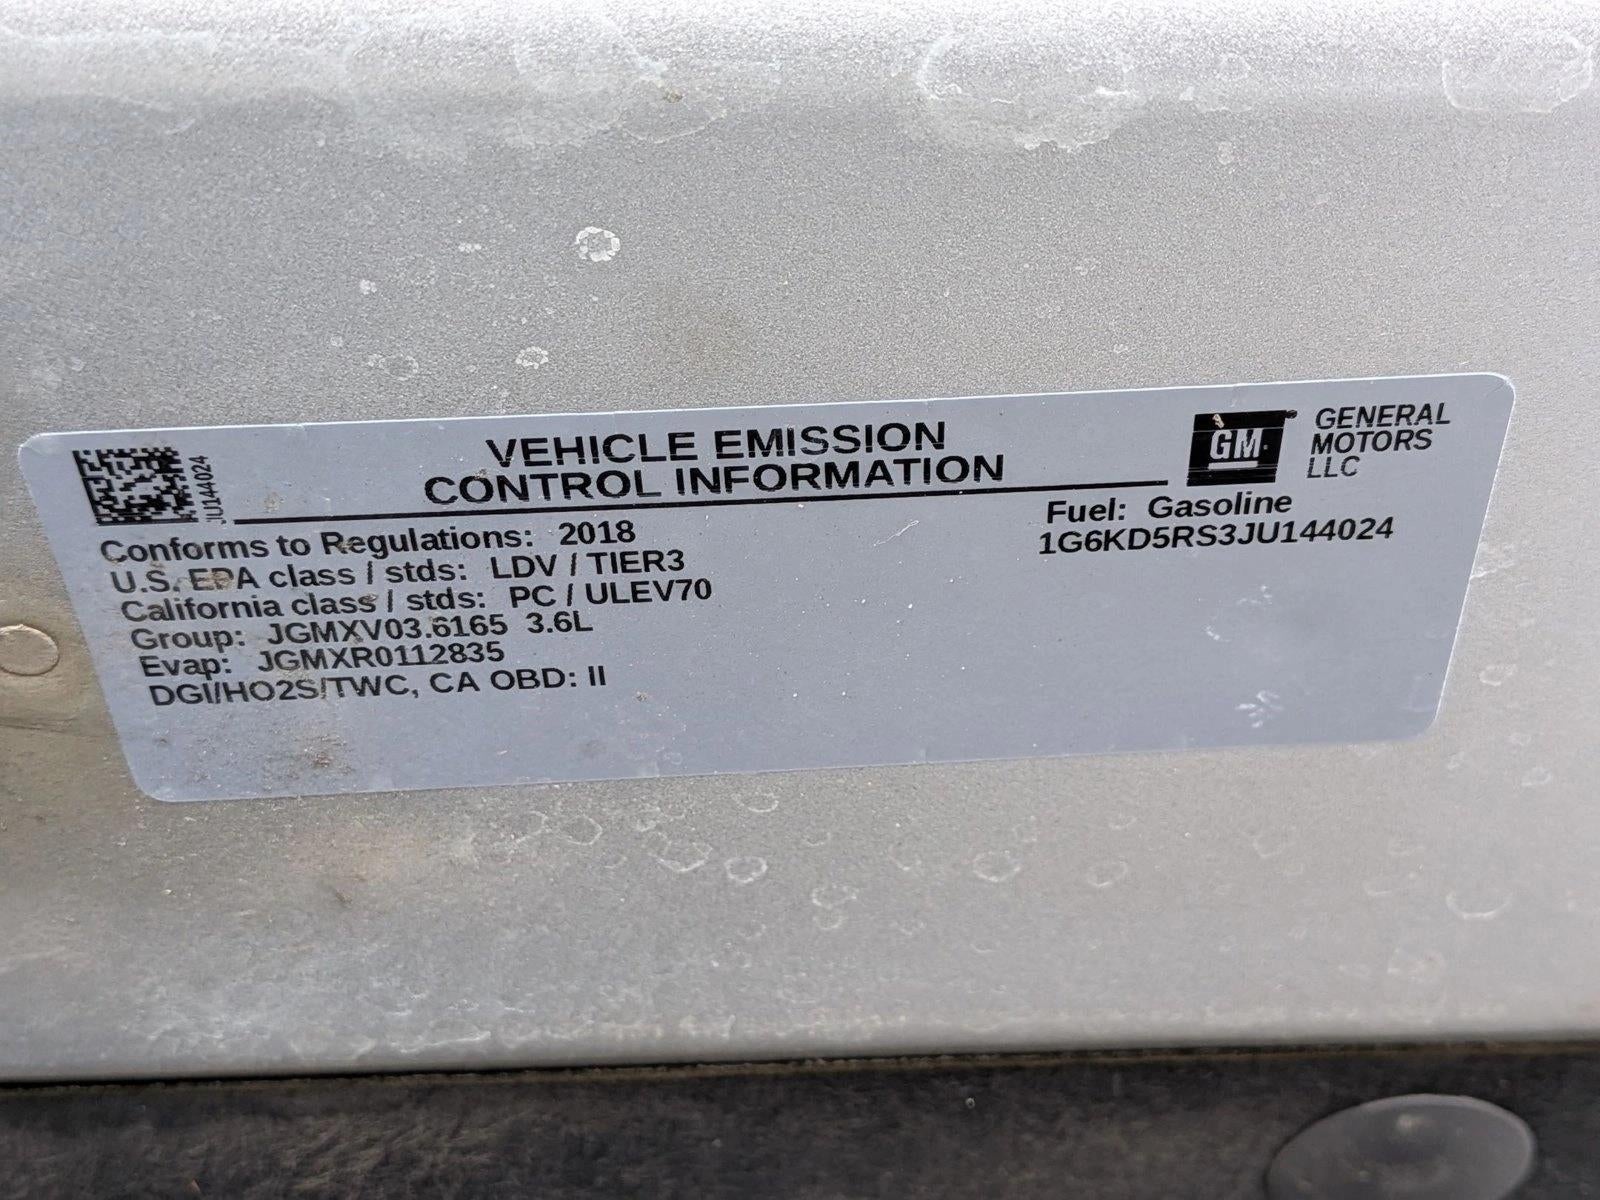 JU144024
VEHICLE EMISSION
CONTROL INFORMATION
GM
GENERAL
MOTORS
LLC
Conforms to Regulations: 2018
U.S. EPA class / stds: LDV / TIER3
California class / stds: PC / ULEV70
Group: JGMXV03.6165 3.6L
Evap: JGMXR0112835
DGI/HO2S/TWC, CA OBD: II
Fuel: Gasoline
1G6KD5RS3JU144024